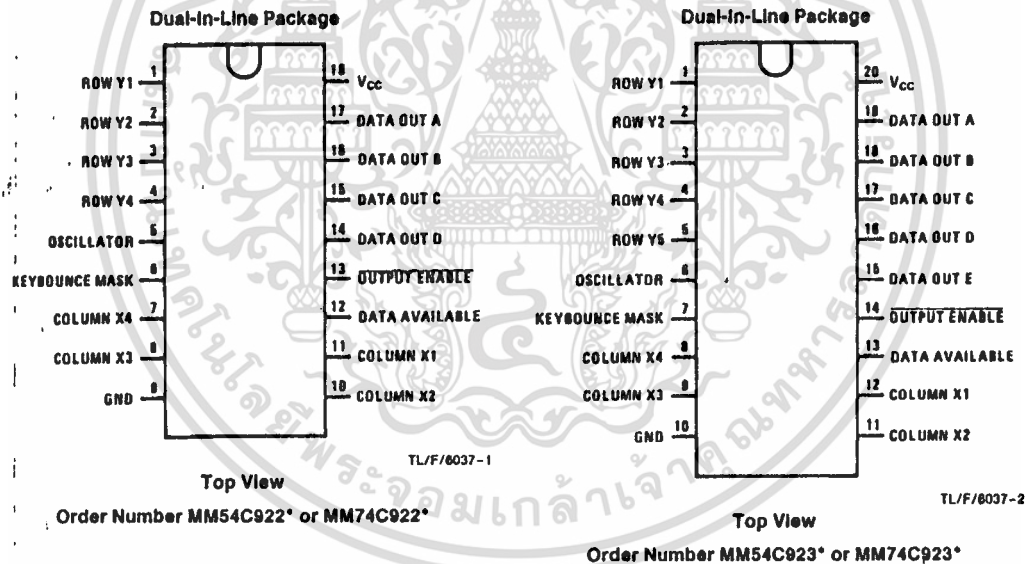 Dual-In-Line Package
1 ROW Y1
2 ROW Y2
3 ROW Y3
4 ROW Y4
5 OSCILLATOR
6 KEYBOUNCE MASK
7 COLUMN X4
8 COLUMN X3
9 GND
18 VCC
17 DATA OUT A
16 DATA OUT B
15 DATA OUT C
14 DATA OUT D
13 OUTPUT ENABLE
12 DATA AVAILABLE
11 COLUMN X1
10 COLUMN X2
TL/F/6037-1
Top View
Order Number MM54C922* or MM74C922*
Dual-In-Line Package
1 ROW Y1
2 ROW Y2
3 ROW Y3
4 ROW Y4
5 ROW Y5
6 OSCILLATOR
7 KEYBOUNCE MASK
8 COLUMN X4
9 COLUMN X3
10 GND
20 VCC
19 DATA OUT A
18 DATA OUT B
17 DATA OUT C
16 DATA OUT D
15 DATA OUT E
14 OUTPUT ENABLE
13 DATA AVAILABLE
12 COLUMN X1
11 COLUMN X2
TL/F/6037-2
Top View
Order Number MM54C923* or MM74C923*